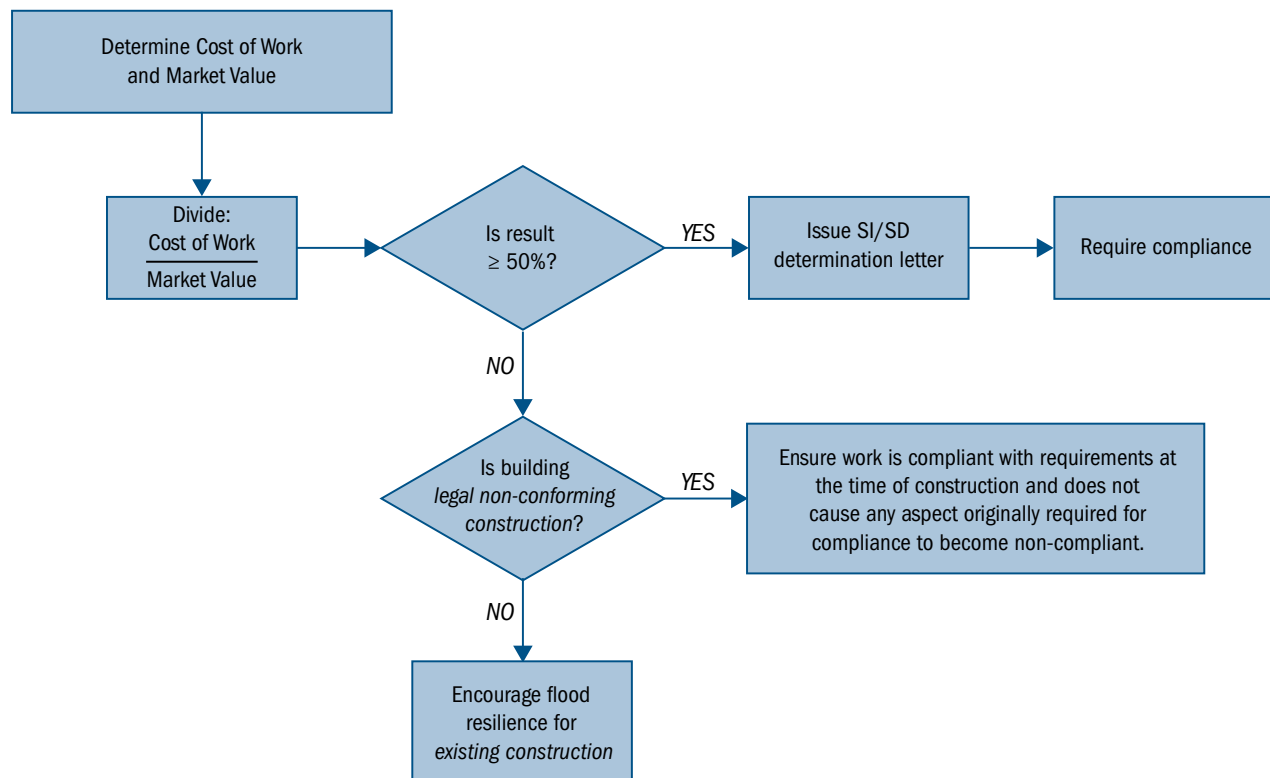 Determine Cost of Work
and Market Value
Divide:
Cost of Work
Market Value
Is result
≥ 50%?
YES
Issue SI/SD
determination letter
Require compliance
NO
Is building
legal non-conforming
construction?
YES
Ensure work is compliant with requirements at
the time of construction and does not
cause any aspect originally required for
compliance to become non-compliant.
NO
Encourage flood
resilience for
existing construction